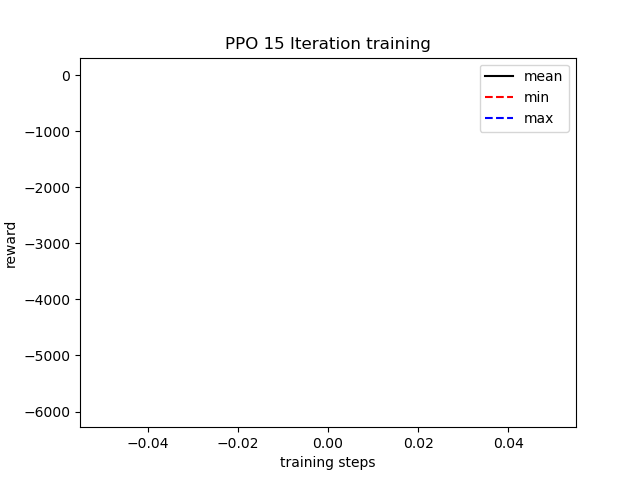 PPO 15 Iteration training
mean
min
max
0
−1000
−2000
−3000
−4000
−5000
−6000
reward
−0.04
−0.02
0.00
0.02
0.04
training steps